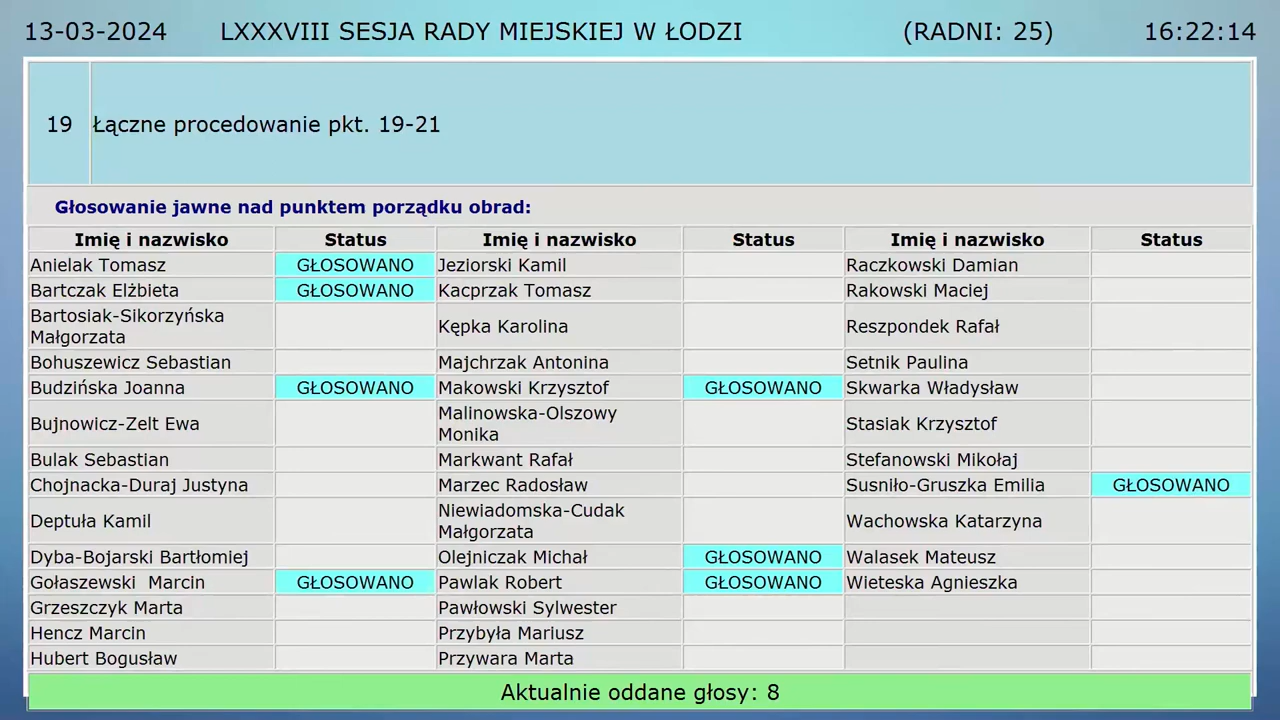 13-03-2024 LXXXVIII SESJA RADY MIEJSKIEJ W ŁODZI (RADNI: 25) 16:22:14
19 Łączne procedowanie pkt. 19-21
Głosowanie jawne nad punktem porządku obrad:
Imię i nazwisko Status Imię i nazwisko Status Imię i nazwisko Status
Anielak Tomasz GŁOSOWANO Jeziorski Kamil Raczkowski Damian
Bartczak Elżbieta GŁOSOWANO Kacprzak Tomasz Rakowski Maciej
Bartosiak-Sikorzyńska
Małgorzata Kępka Karolina Reszpondek Rafał
Bohuszewicz Sebastian Majchrzak Antonina Setnik Paulina
Budzińska Joanna GŁOSOWANO Makowski Krzysztof GŁOSOWANO Skwarka Władysław
Bujnowicz-Zelt Ewa Malinowska-Olszowy
Monika Stasiak Krzysztof
Bulak Sebastian Markwant Rafał Stefanowski Mikołaj
Chojnacka-Duraj Justyna Marzec Radosław Susniło-Gruszka Emilia GŁOSOWANO
Deptuła Kamil Niewiadomska-Cudak
Małgorzata Wachowska Katarzyna
Dyba-Bojarski Bartłomiej Olejniczak Michał GŁOSOWANO Walasek Mateusz
Gołaszewski  Marcin GŁOSOWANO Pawlak Robert GŁOSOWANO Wieteska Agnieszka
Grzeszczyk Marta Pawłowski Sylwester
Hencz Marcin Przybyła Mariusz
Hubert Bogusław Przywara Marta
Aktualnie oddane głosy: 8